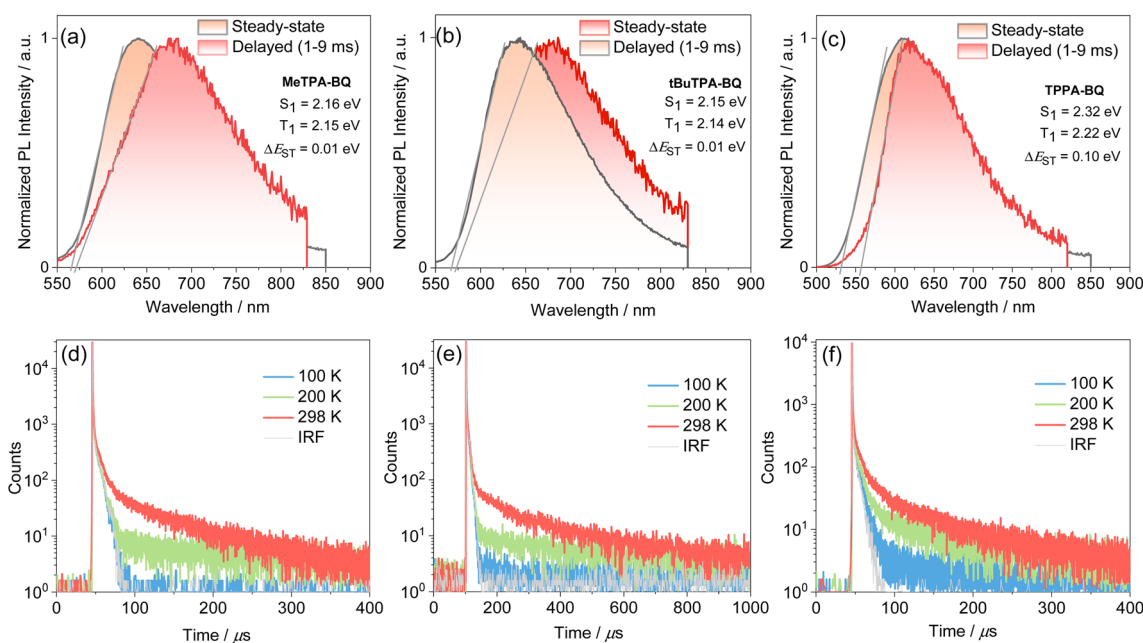 (a)
Steady-state
Delayed (1-9 ms)
MeTPA-BQ
S1 = 2.16 eV
T1 = 2.15 eV
ΔEST = 0.01 eV
Normalized PL Intensity / a.u.
1
0
550 600 650 700 750 800 850 900
Wavelength / nm
(b)
Steady-state
Delayed (1-9 ms)
tBuTPA-BQ
S1 = 2.15 eV
T1 = 2.14 eV
ΔEST = 0.01 eV
Normalized PL Intensity / a.u.
1
0
550 600 650 700 750 800 850 900
Wavelength / nm
(c)
Steady-state
Delayed (1-9 ms)
TPPA-BQ
S1 = 2.32 eV
T1 = 2.22 eV
ΔEST = 0.10 eV
Normalized PL Intensity / a.u.
1
0
500 550 600 650 700 750 800 850 900
Wavelength / nm
(d)
100 K
200 K
298 K
IRF
Counts
10^4
10^3
10^2
10^1
10^0
0 100 200 300 400
Time / μs
(e)
100 K
200 K
298 K
IRF
Counts
10^4
10^3
10^2
10^1
10^0
0 200 400 600 800 1000
Time / μs
(f)
100 K
200 K
298 K
IRF
Counts
10^4
10^3
10^2
10^1
10^0
0 100 200 300 400
Time / μs